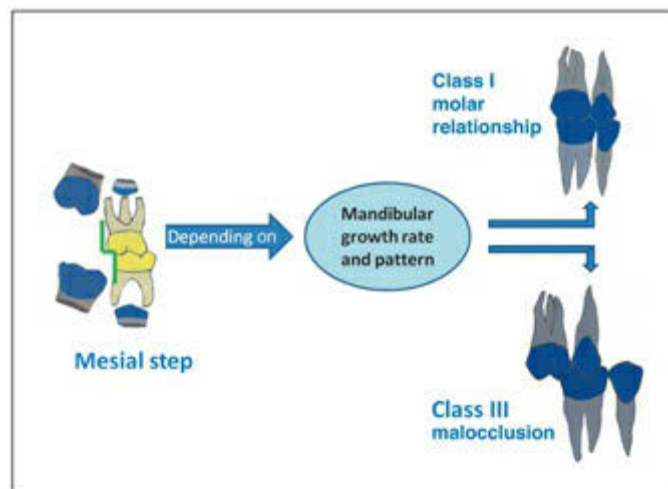 Mesial step
Depending on
Mandibular
growth rate
and pattern
Class I
molar
relationship
Class III
malocclusion